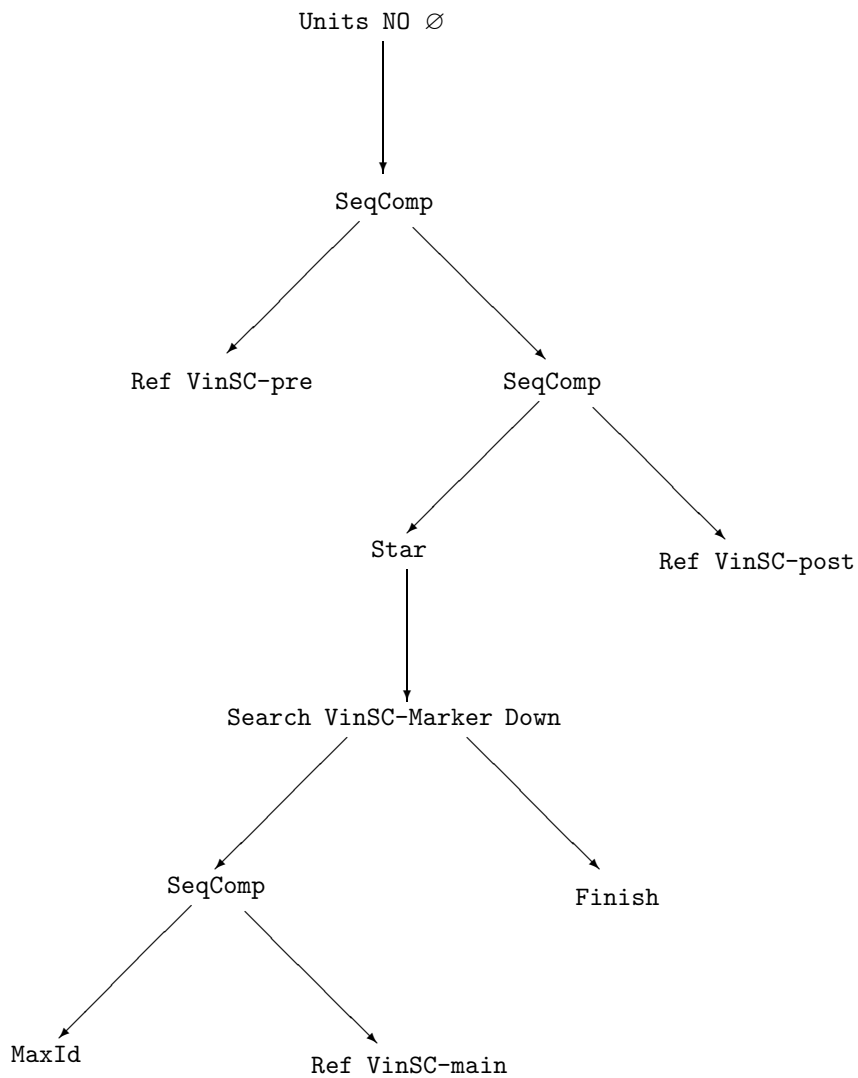 Units NO ∅
SeqComp
Ref VinSC-pre
SeqComp
Star
Ref VinSC-post
Search VinSC-Marker Down
SeqComp
Finish
MaxId
Ref VinSC-main